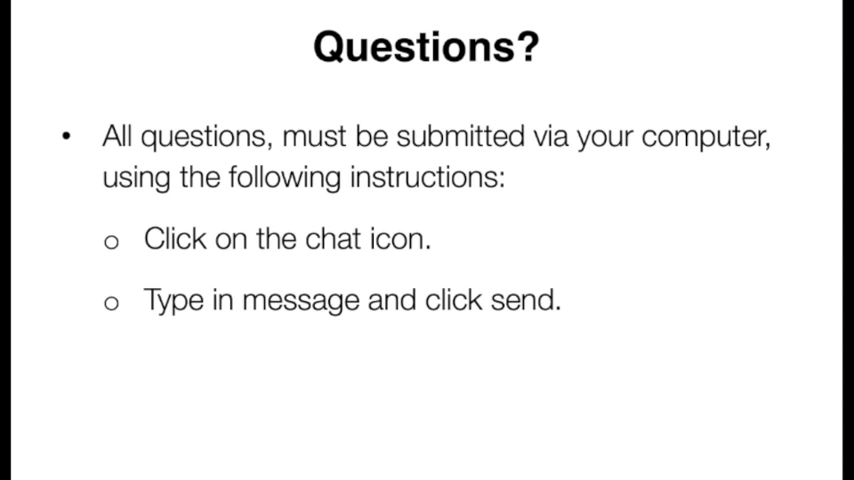 Questions?
• All questions, must be submitted via your computer,
using the following instructions:
o Click on the chat icon.
o Type in message and click send.